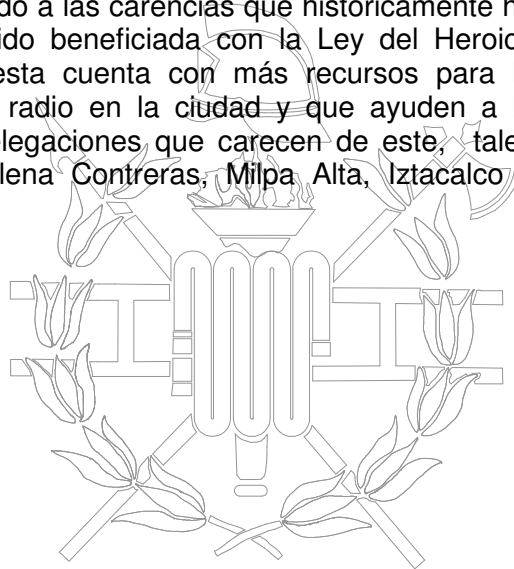 do a las carencias que históricamente h
ido beneficiada con la Ley del Heroic
esta cuenta con más recursos para
radio en la ciudad y que ayuden a
elegaciones que carecen de este, tale
lena Contreras, Milpa Alta, Iztacalco